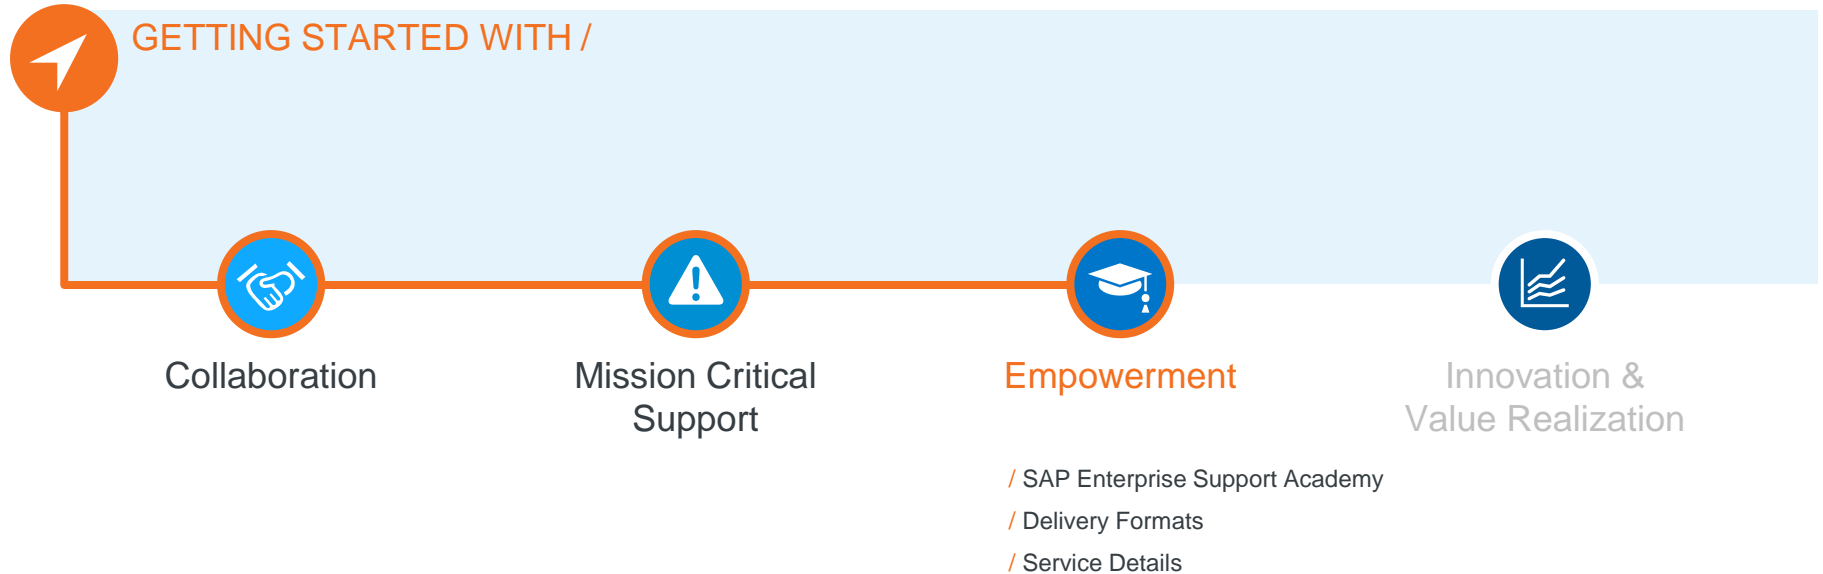 GETTING STARTED WITH /
Collaboration
Mission Critical
Support
Empowerment
Innovation &
Value Realization
/ SAP Enterprise Support Academy
/ Delivery Formats
/ Service Details